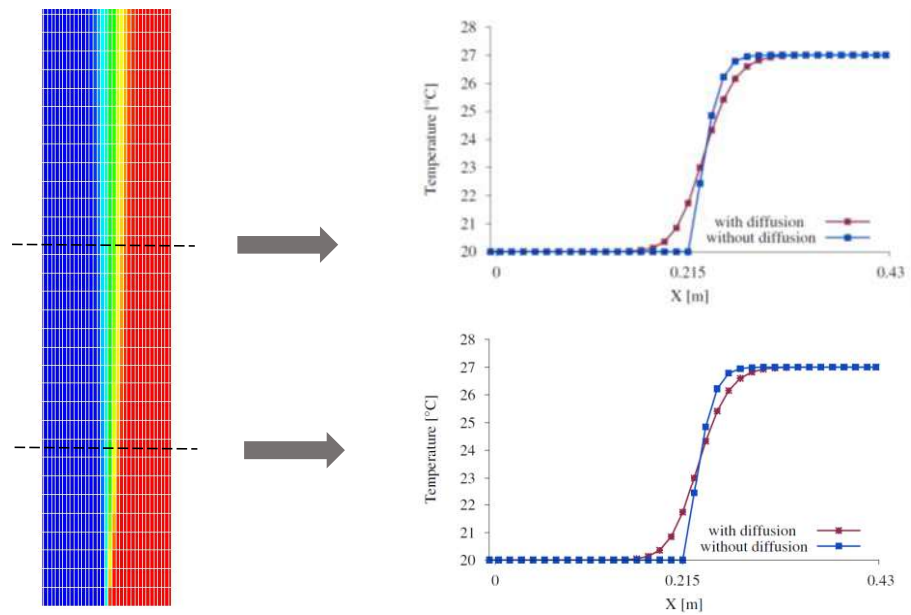 28
27
26
25
24
23
22
21
20
Temperature [°C]
with diffusion
without diffusion
0 0.215 0.43
X [m]
28
27
26
25
24
23
22
21
20
Temperature [°C]
with diffusion
without diffusion
0 0.215 0.43
X [m]